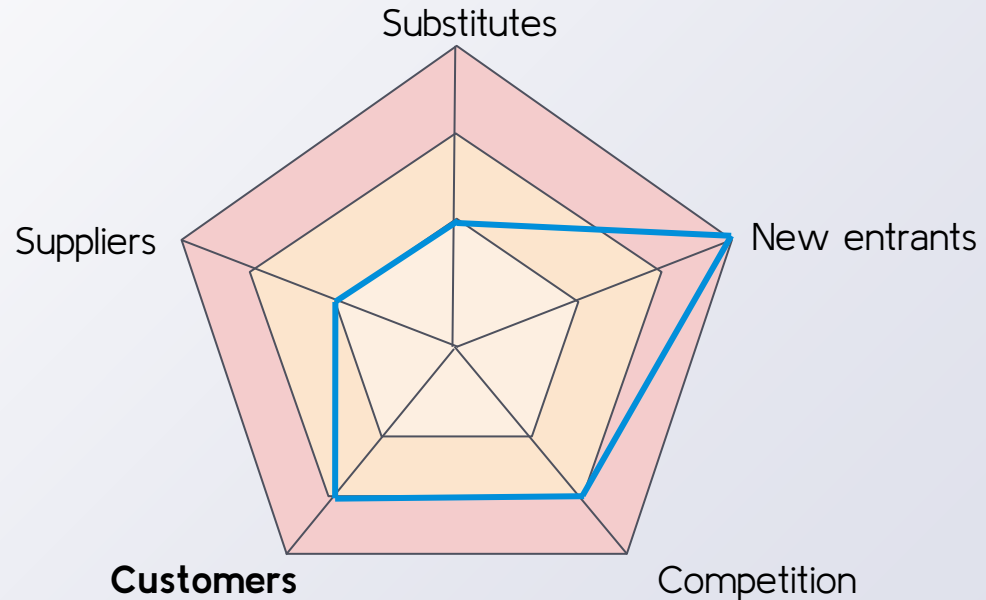 Substitutes
Suppliers
New entrants
Customers
Competition